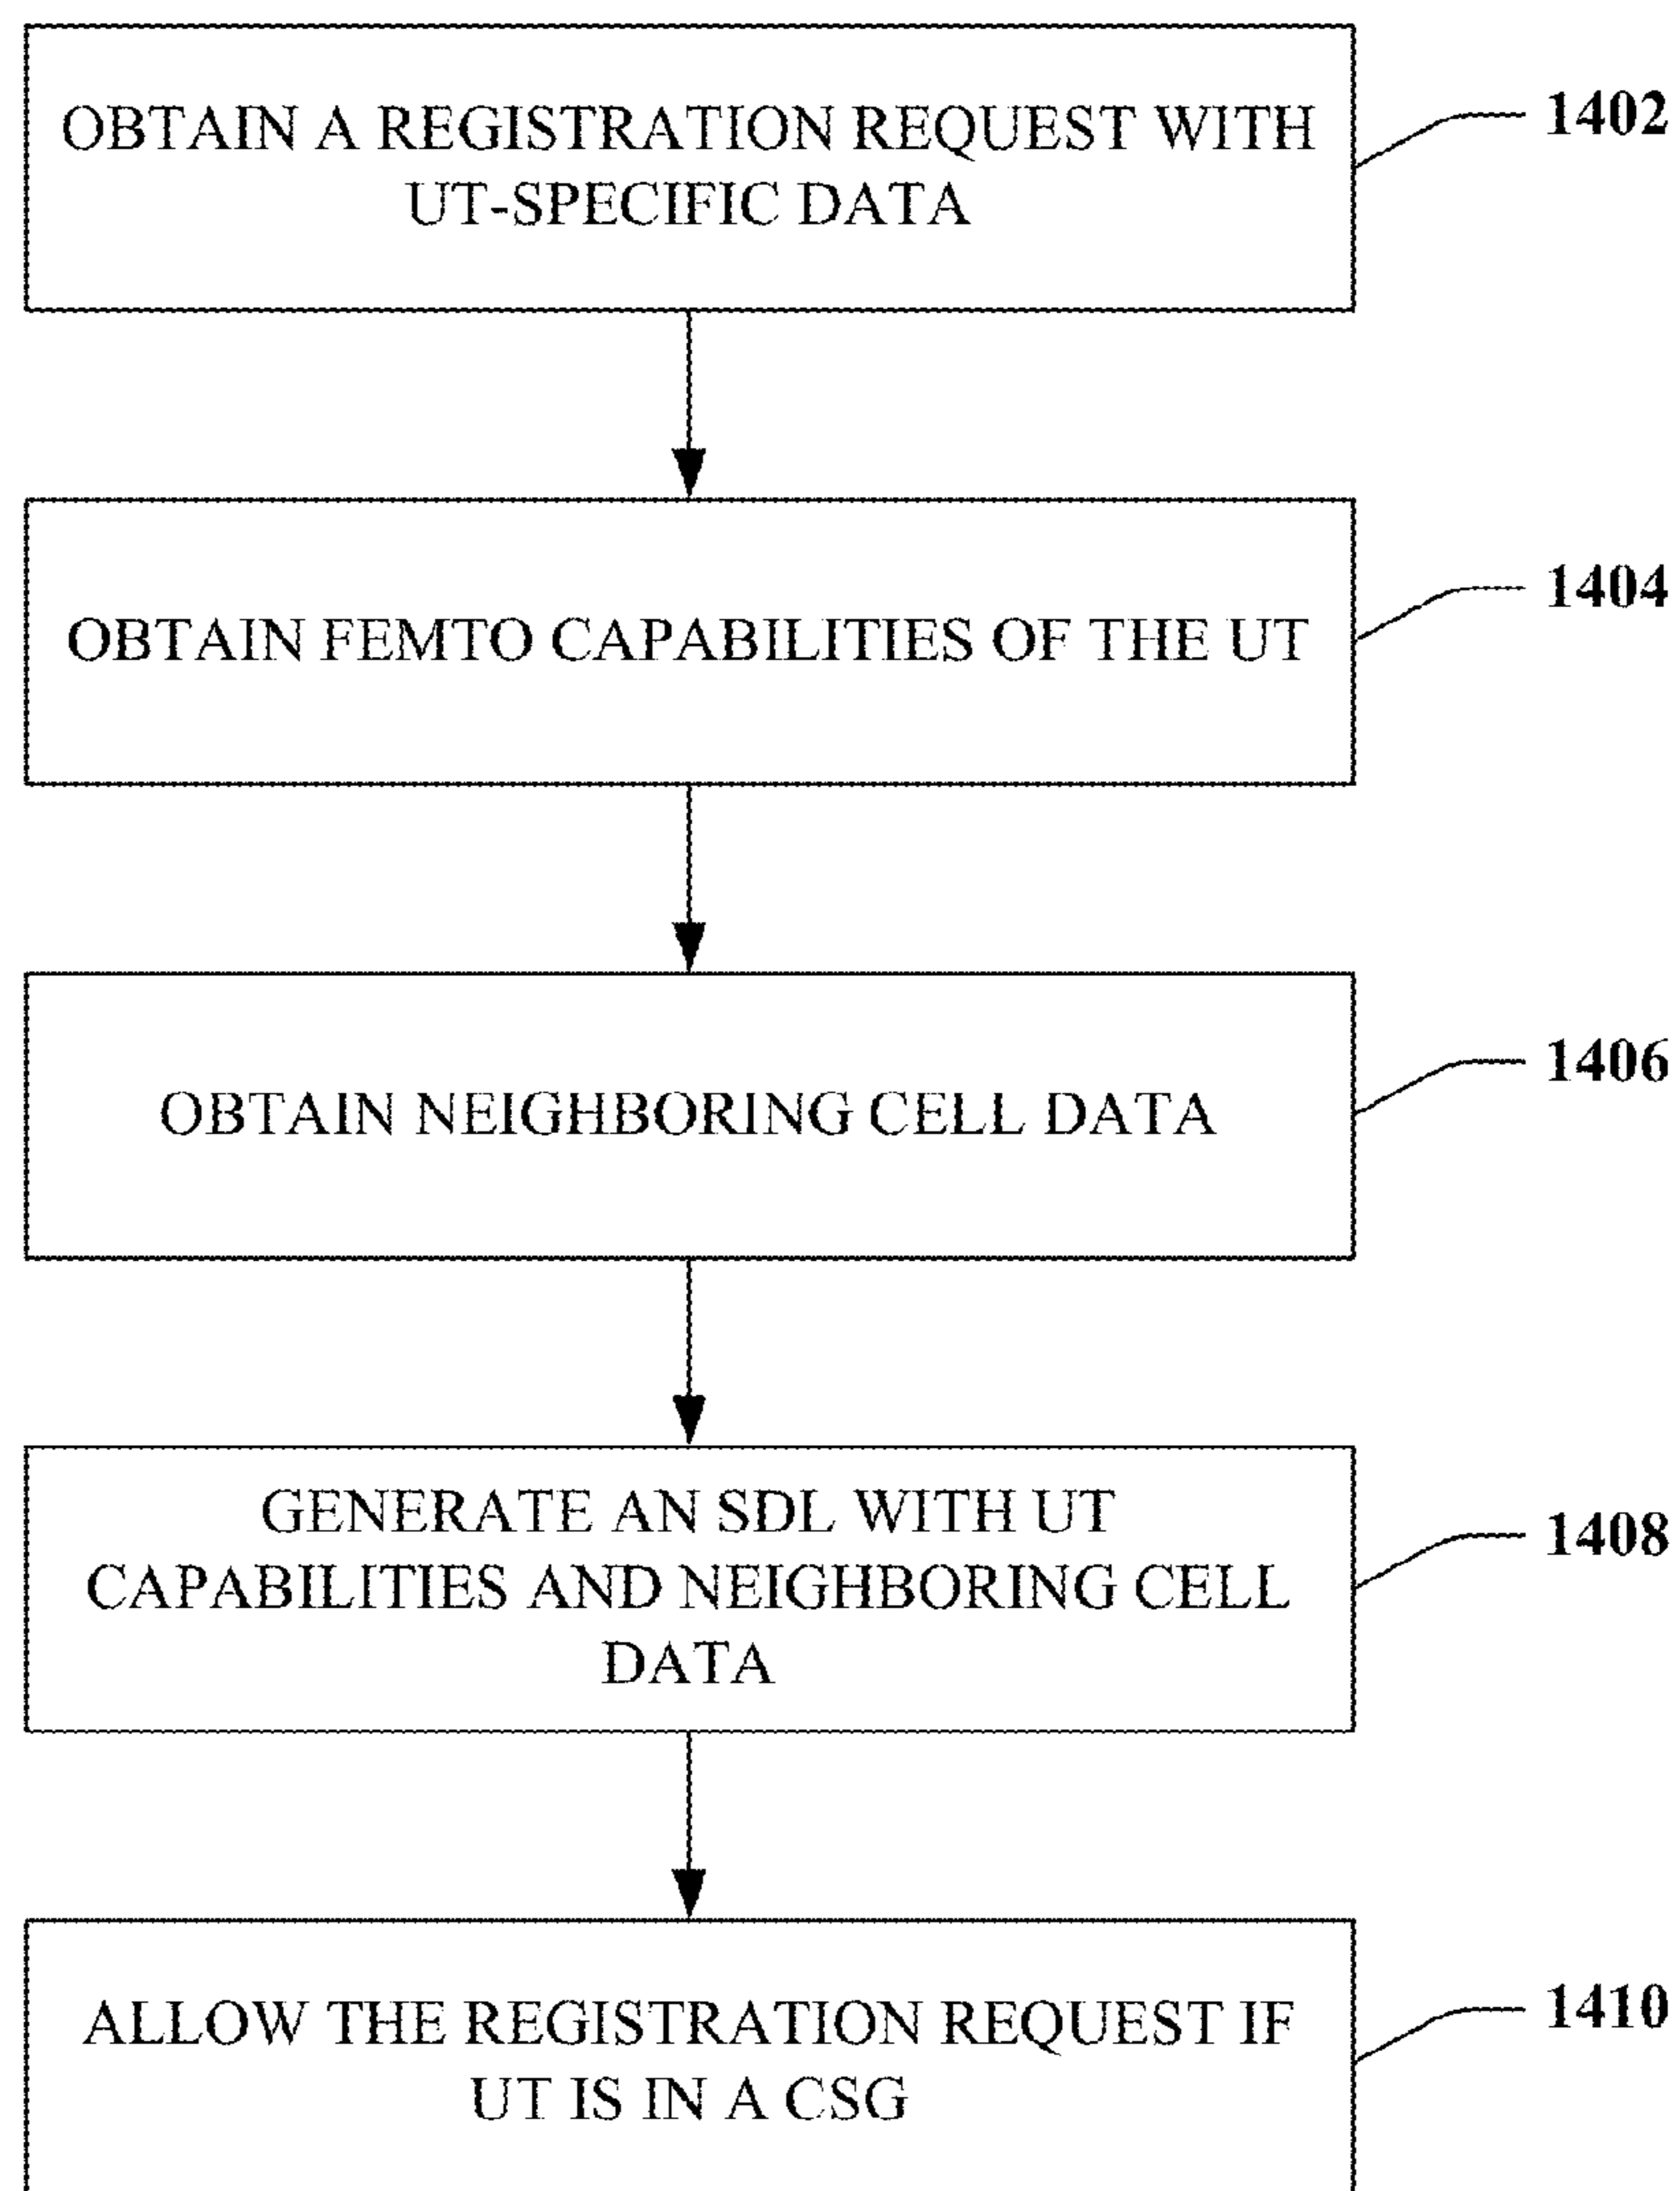 OBTAIN A REGISTRATION REQUEST WITH
UT-SPECIFIC DATA
1402
OBTAIN FEMTO CAPABILITIES OF THE UT
1404
OBTAIN NEIGHBORING CELL DATA
1406
GENERATE AN SDL WITH UT
CAPABILITIES AND NEIGHBORING CELL
DATA
1408
ALLOW THE REGISTRATION REQUEST IF
UT IS IN A CSG
1410